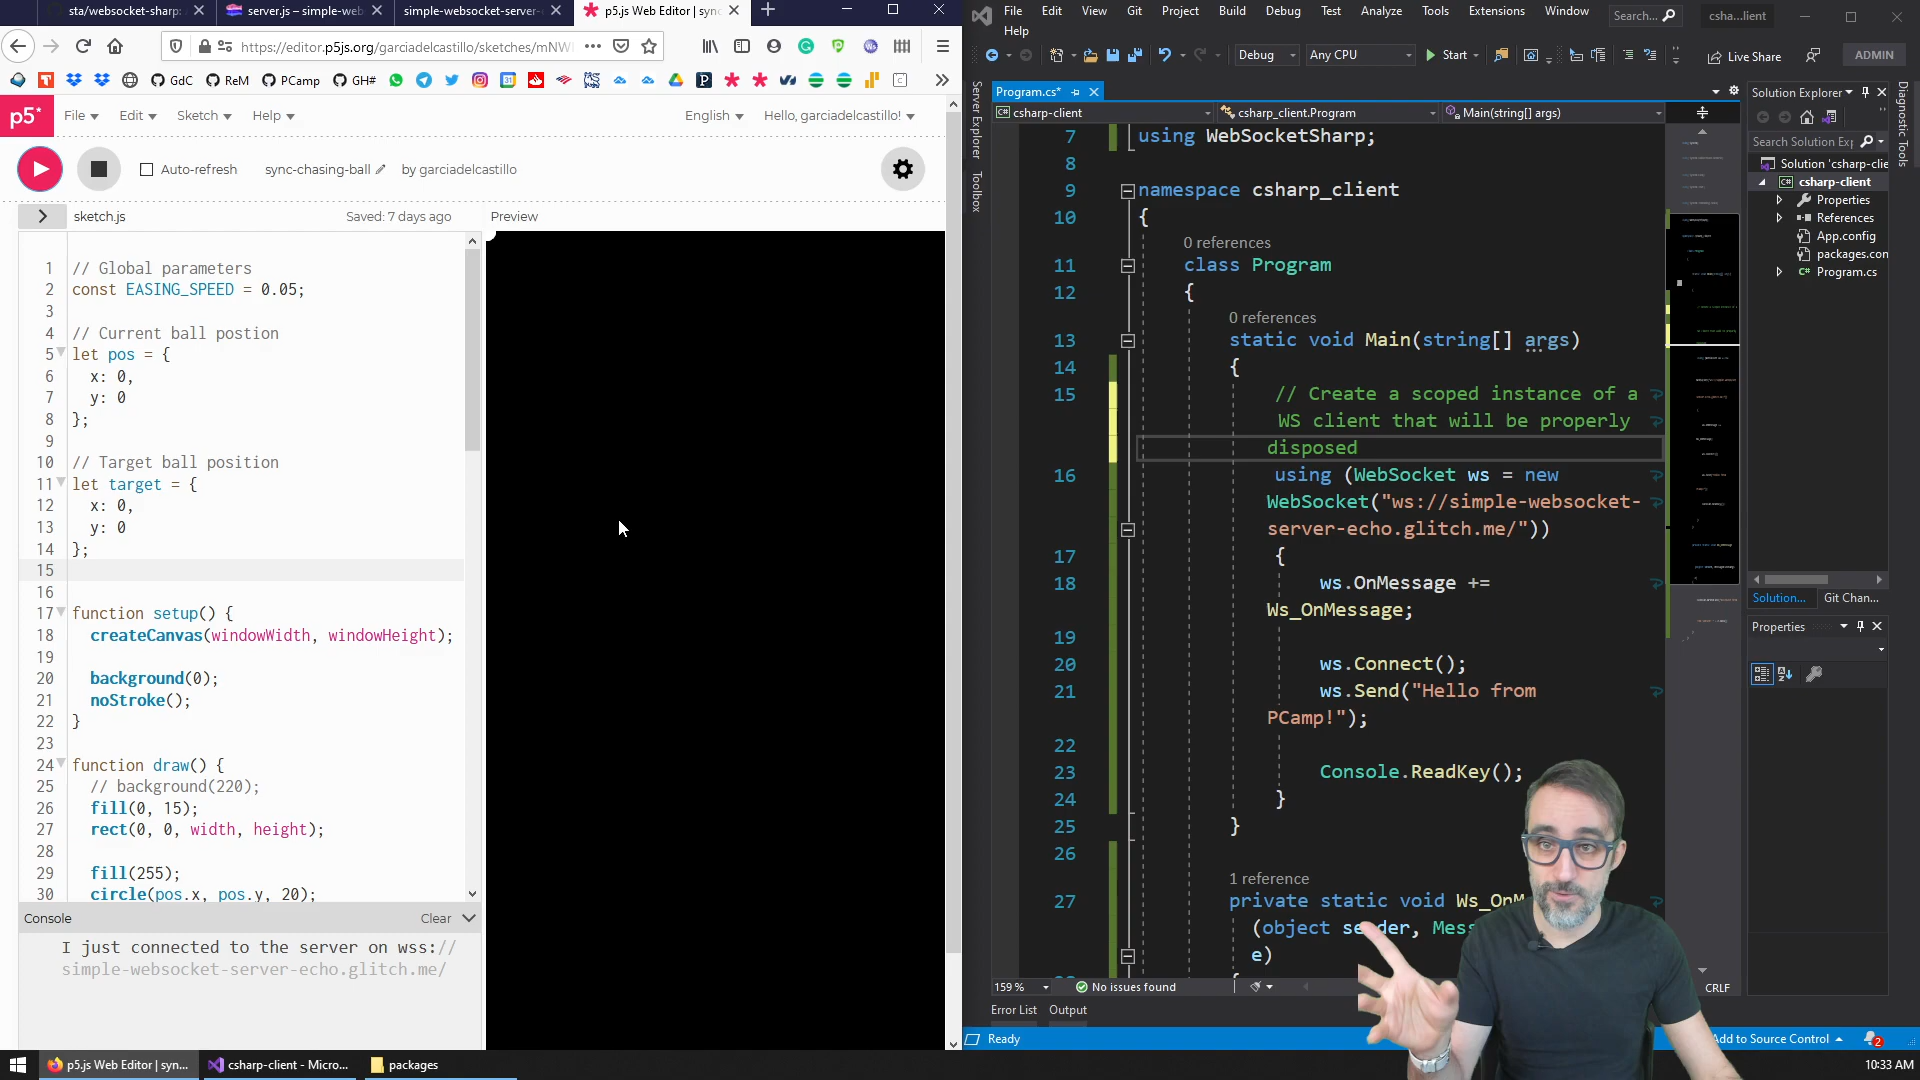 sta/websocket-sharp:
server.js – simple-web
simple-websocket-server-
p5.js Web Editor | sync
https://editor.p5js.org/garciadelcastillo/sketches/mNW
GdC
ReM
PCamp
GH#
p5*
File
Edit
Sketch
Help
English
Hello, garciadelcastillo!
Auto-refresh
sync-chasing-ball
by garciadelcastillo
sketch.js
Saved: 7 days ago
Preview
1 // Global parameters
2 const EASING_SPEED = 0.05;
3
4 // Current ball postion
5 let pos = {
6 x: 0,
7 y: 0
8 };
9
10 // Target ball position
11 let target = {
12 x: 0,
13 y: 0
14 };
15
16
17 function setup() {
18 createCanvas(windowWidth, windowHeight);
19
20 background(0);
21 noStroke();
22 }
23
24 function draw() {
25 // background(220);
26 fill(0, 15);
27 rect(0, 0, width, height);
28
29 fill(255);
30 circle(pos.x, pos.y, 20);
Console
Clear
I just connected to the server on wss://
simple-websocket-server-echo.glitch.me/
File Edit View Git Project Build Debug Test Analyze Tools Extensions Window
Help
Search...
csha...lient
Debug
Any CPU
Start
Live Share
ADMIN
Server Explorer
Toolbox
Program.cs*
csharp-client
csharp_client.Program
Main(string[] args)
7 using WebSocketSharp;
8
9 namespace csharp_client
10 {
0 references
11 class Program
12 {
0 references
13 static void Main(string[] args)
14 {
15 // Create a scoped instance of a
WS client that will be properly
disposed
16 using (WebSocket ws = new
WebSocket("ws://simple-websocket-
server-echo.glitch.me/"))
17 {
18 ws.OnMessage +=
Ws_OnMessage;
19
20 ws.Connect();
21 ws.Send("Hello from
PCamp!");
22
23 Console.ReadKey();
24 }
25 }
26
1 reference
27 private static void Ws_OnM
(object sender, Mess
e)
{
159 %
No issues found
CRLF
Error List
Output
Ready
Add to Source Control
2
Solution Explorer
Search Solution Exp
Solution 'csharp-clie
csharp-client
Properties
References
App.config
packages.con
Program.cs
Solution...
Git Chan...
Properties
Diagnostic Tools
p5.js Web Editor | sync...
csharp-client - Micro...
packages
10:33 AM